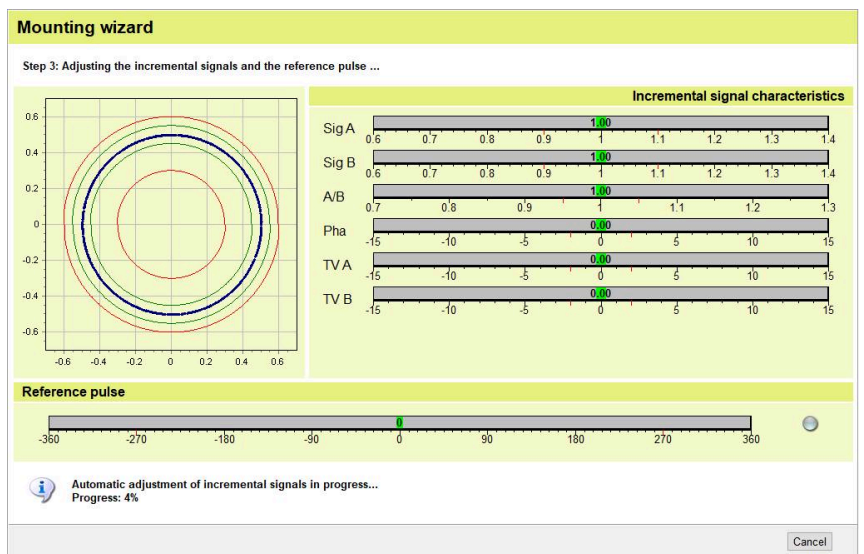 Mounting wizard
Step 3: Adjusting the incremental signals and the reference pulse ...
Incremental signal characteristics
0.6
0.4
0.2
0
-0.2
-0.4
-0.6
-0.6 -0.4 -0.2 0 0.2 0.4 0.6
Sig A 1.00
0.6 0.7 0.8 0.9 1 1.1 1.2 1.3 1.4
Sig B 1.00
0.6 0.7 0.8 0.9 1 1.1 1.2 1.3 1.4
A/B 1.00
0.7 0.8 0.9 1 1.1 1.2 1.3
Pha 0.00
-15 -10 -5 0 5 10 15
TV A 0.00
-15 -10 -5 0 5 10 15
TV B 0.00
-15 -10 -5 0 5 10 15
Reference pulse
0
-360 -270 -180 -90 0 90 180 270 360
Automatic adjustment of incremental signals in progress...
Progress: 4%
Cancel